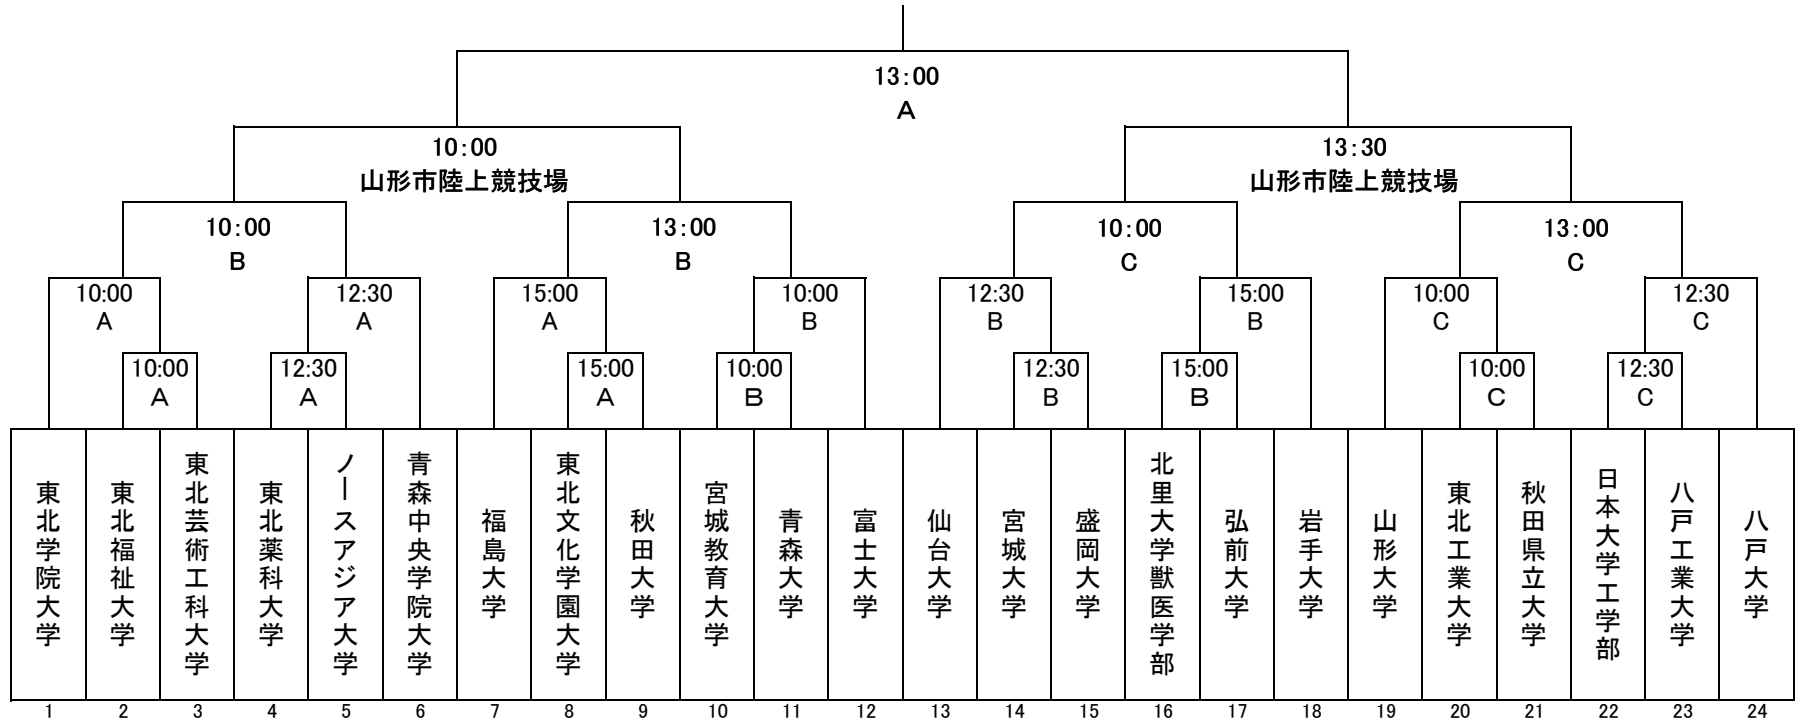 13:00
A
10:00
山形市陸上競技場
13:30
山形市陸上競技場
10:00
B
13:00
B
10:00
C
13:00
C
10:00
A
12:30
A
15:00
A
10:00
B
12:30
B
15:00
B
10:00
C
12:30
C
10:00
A
12:30
A
15:00
A
10:00
B
12:30
B
15:00
B
10:00
C
12:30
C
東北学院大学
東北福祉大学
東北芸術工科大学
東北薬科大学
ノースアジア大学
青森中央学院大学
福島大学
東北文化学園大学
秋田大学
宮城教育大学
青森大学
富士大学
仙台大学
宮城大学
盛岡大学
北里大学獣医学部
弘前大学
岩手大学
山形大学
東北工業大学
秋田県立大学
日本大学工学部
八戸工業大学
八戸大学
1 2 3 4 5 6 7 8 9 10 11 12 13 14 15 16 17 18 19 20 21 22 23 24